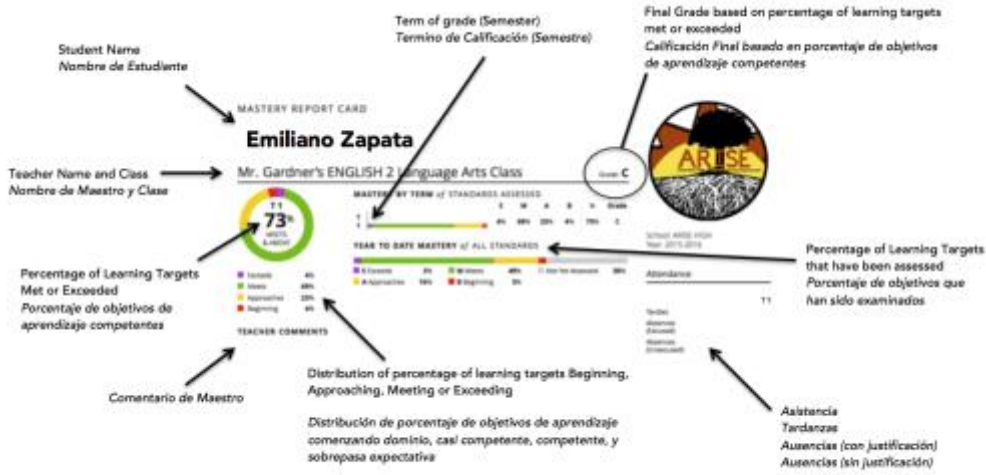 Term of grade (Semester)
Termino de Calificación (Semestre)
Final Grade based on percentage of learning targets
met or exceeded
Calificación Final basado en porcentaje de objetivos
de aprendizaje competentes
Student Name
Nombre de Estudiante
MASTERY REPORT CARD
Emiliano Zapata
ARISE
Teacher Name and Class
Nombre de Maestro y Clase
Mr. Gardner's ENGLISH 2 Language Arts Class
Grade C
MASTERY BY TERM of STANDARDS ASSESSED
T1
73%
YEAR TO DATE MASTERY of ALL STANDARDS
School: ARISE HIGH
Year: 2015-2016
Percentage of Learning Targets
that have been assessed
Porcentaje de objetivos que
han sido examinados
Percentage of Learning Targets
Met or Exceeded
Porcentaje de objetivos de
aprendizaje competentes
Exceeds
Meets
Approaches
Beginning
Attendance
T1
TEACHER COMMENTS
Comentario de Maestro
Distribution of percentage of learning targets Beginning,
Approaching, Meeting or Exceeding
Distribución de porcentaje de objetivos de aprendizaje
comenzando dominio, casi competente, competente, y
sobrepasa expectativa
Asistencia
Tardanzas
Ausencias (con justificación)
Ausencias (sin justificación)